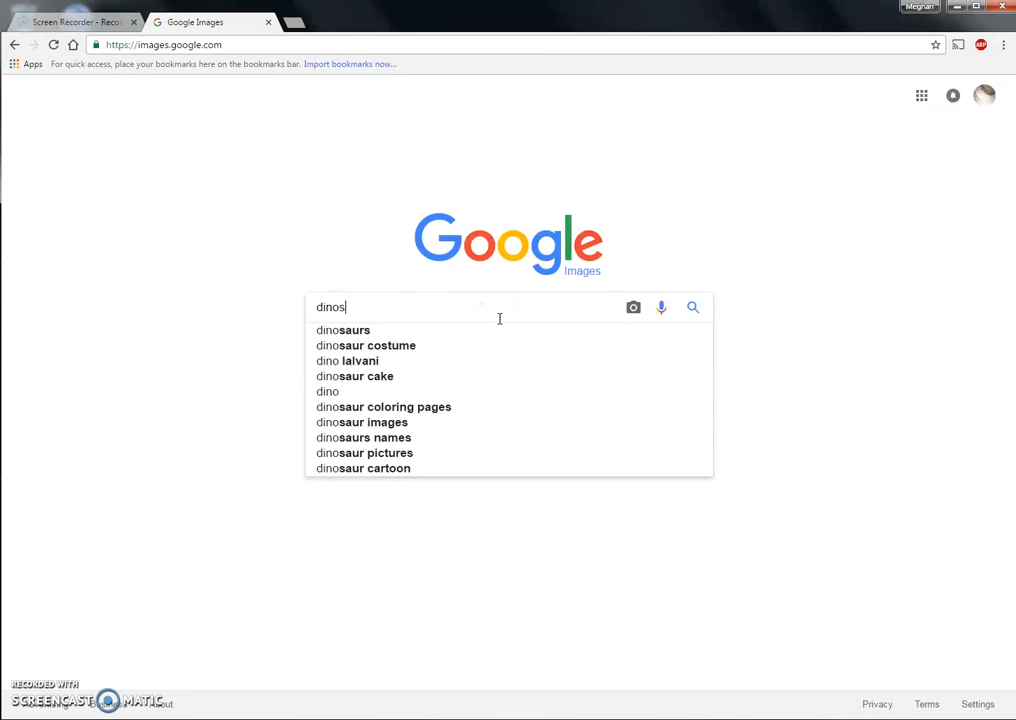 Meghan
Screen Recorder - Reco
Google Images
https://images.google.com
Apps For quick access, place your bookmarks here on the bookmarks bar. Import bookmarks now...
ABP
Google
Images
dinos
dinosaurs
dinosaur costume
dino lalvani
dinosaur cake
dino
dinosaur coloring pages
dinosaur images
dinosaurs names
dinosaur pictures
dinosaur cartoon
RECORDED WITH
SCREENCAST MATIC
Privacy Terms Settings